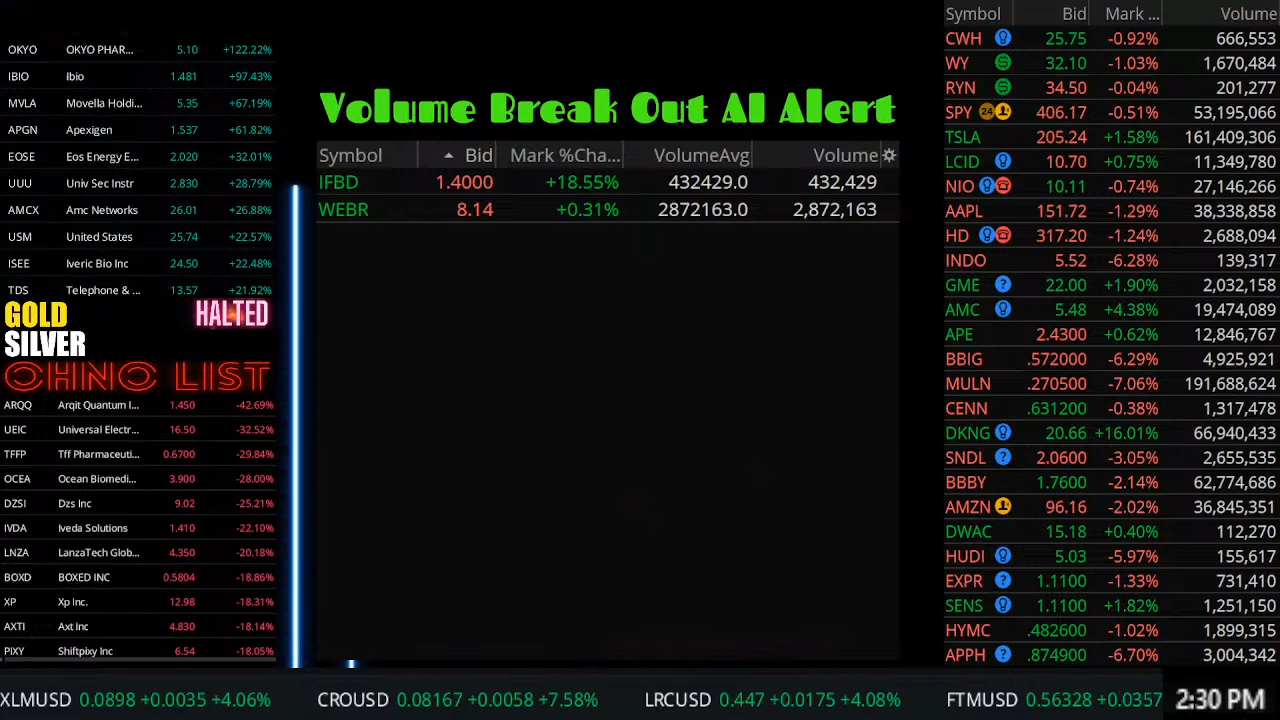 OKYO OKYO PHAR... 5.10 +122.22%
IBIO Ibio 1.481 +97.43%
MVLA Movella Holdi... 5.35 +67.19%
APGN Apexigen 1.537 +61.82%
EOSE Eos Energy E... 2.020 +32.01%
UUU Univ Sec Instr 2.830 +28.79%
AMCX Amc Networks 26.01 +26.88%
USM United States 25.74 +22.57%
ISEE Iveric Bio Inc 24.50 +22.48%
TDS Telephone & ... 13.57 +21.92%
GOLD HALTED
SILVER
OHNO LIST
ARQQ Arqit Quantum I... 1.450 -42.69%
UEIC Universal Electr... 16.50 -32.52%
TFFP Tff Pharmaceuti... 0.6700 -29.84%
OCEA Ocean Biomedi... 3.900 -28.00%
DZSI Dzs Inc 9.02 -25.21%
IVDA Iveda Solutions 1.410 -22.10%
LNZA LanzaTech Glob... 4.350 -20.18%
BOXD BOXED INC 0.5804 -18.86%
XP Xp Inc. 12.98 -18.31%
AXTI Axt Inc 4.830 -18.14%
PIXY Shiftpixy Inc 6.54 -18.05%
Volume Break Out AI Alert
Symbol Bid Mark %Cha... VolumeAvg Volume
IFBD 1.4000 +18.55% 432429.0 432,429
WEBR 8.14 +0.31% 2872163.0 2,872,163
Symbol Bid Mark ... Volume
CWH 25.75 -0.92% 666,553
WY 32.10 -1.03% 1,670,484
RYN 34.50 -0.04% 201,277
SPY 24 406.17 -0.51% 53,195,066
TSLA 205.24 +1.58% 161,409,306
LCID 10.70 +0.75% 11,349,780
NIO 10.11 -0.74% 27,146,266
AAPL 151.72 -1.29% 38,338,858
HD 317.20 -1.24% 2,688,094
INDO 5.52 -6.28% 139,317
GME ? 22.00 +1.90% 2,032,158
AMC 5.48 +4.38% 19,474,089
APE 2.4300 +0.62% 12,846,767
BBIG .572000 -6.29% 4,925,921
MULN .270500 -7.06% 191,688,624
CENN .631200 -0.38% 1,317,478
DKNG 20.66 +16.01% 66,940,433
SNDL ? 2.0600 -3.05% 2,655,535
BBBY 1.7600 -2.14% 62,774,686
AMZN 96.16 -2.02% 36,845,351
DWAC 15.18 +0.40% 112,270
HUDI 5.03 -5.97% 155,617
EXPR ? 1.1100 -1.33% 731,410
SENS 1.1100 +1.82% 1,251,150
HYMC .482600 -1.02% 1,899,315
APPH ? .874900 -6.70% 3,004,342
XLMUSD 0.0898 +0.0035 +4.06% CROUSD 0.08167 +0.0058 +7.58% LRCUSD 0.447 +0.0175 +4.08% FTMUSD 0.56328 +0.0357 2:30 PM